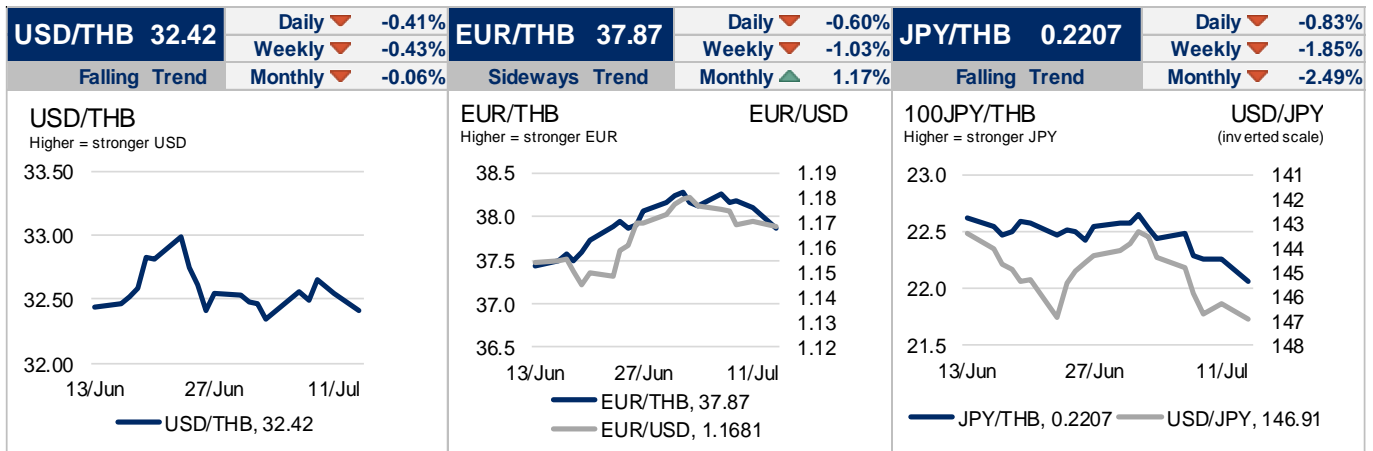 USD/THB 32.42
Daily -0.41%
Weekly -0.43%
Falling Trend
Monthly -0.06%
USD/THB
Higher = stronger USD
33.50
33.00
32.50
32.00
13/Jun 27/Jun 11/Jul
USD/THB, 32.42
EUR/THB 37.87
Daily -0.60%
Weekly -1.03%
Sideways Trend
Monthly 1.17%
EUR/THB EUR/USD
Higher = stronger EUR
38.5
38.0
37.5
37.0
36.5
1.19
1.18
1.17
1.16
1.15
1.14
1.13
1.12
13/Jun 27/Jun 11/Jul
EUR/THB, 37.87
EUR/USD, 1.1681
JPY/THB 0.2207
Daily -0.83%
Weekly -1.85%
Falling Trend
Monthly -2.49%
100JPY/THB USD/JPY
Higher = stronger JPY (inverted scale)
23.0
22.5
22.0
21.5
141
142
143
144
145
146
147
148
13/Jun 27/Jun 11/Jul
JPY/THB, 0.2207 USD/JPY, 146.91